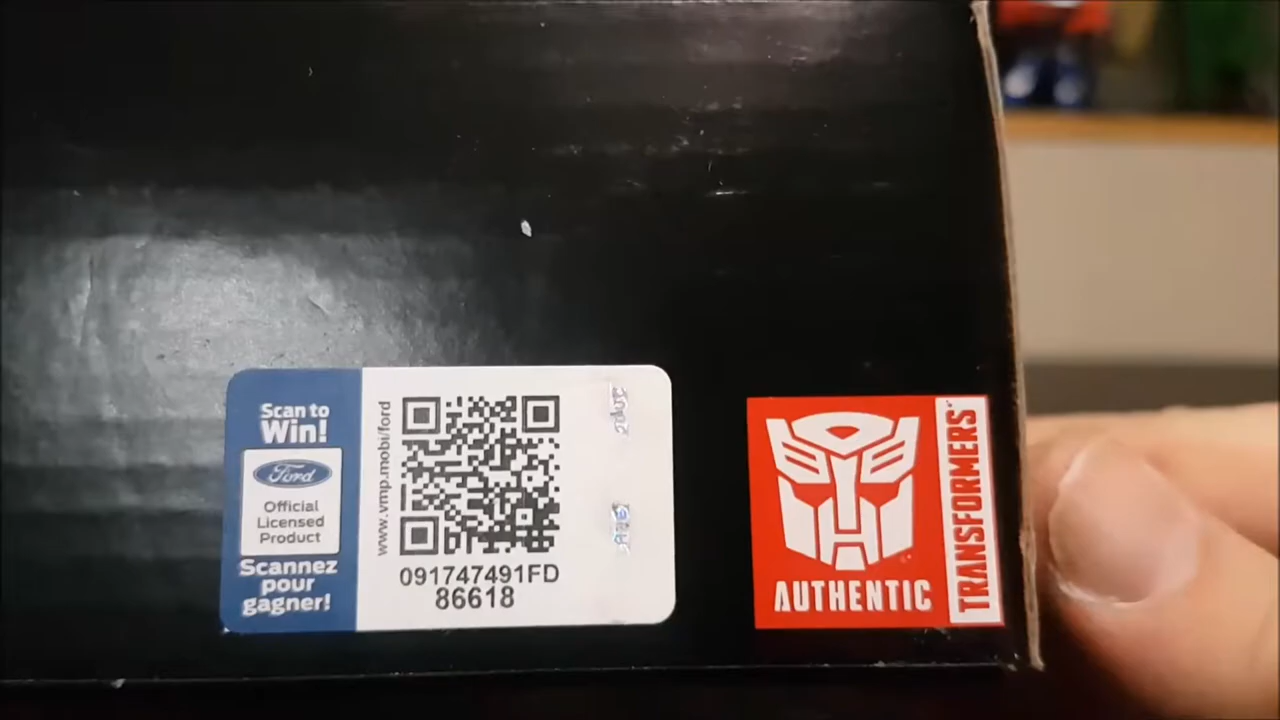 Scan to
Win!
Ford
Official
Licensed
Product
Scannez
pour
gagner!
www.vmp.mobi/ford
091747491FD
86618
AUTHENTIC
TRANSFORMERS